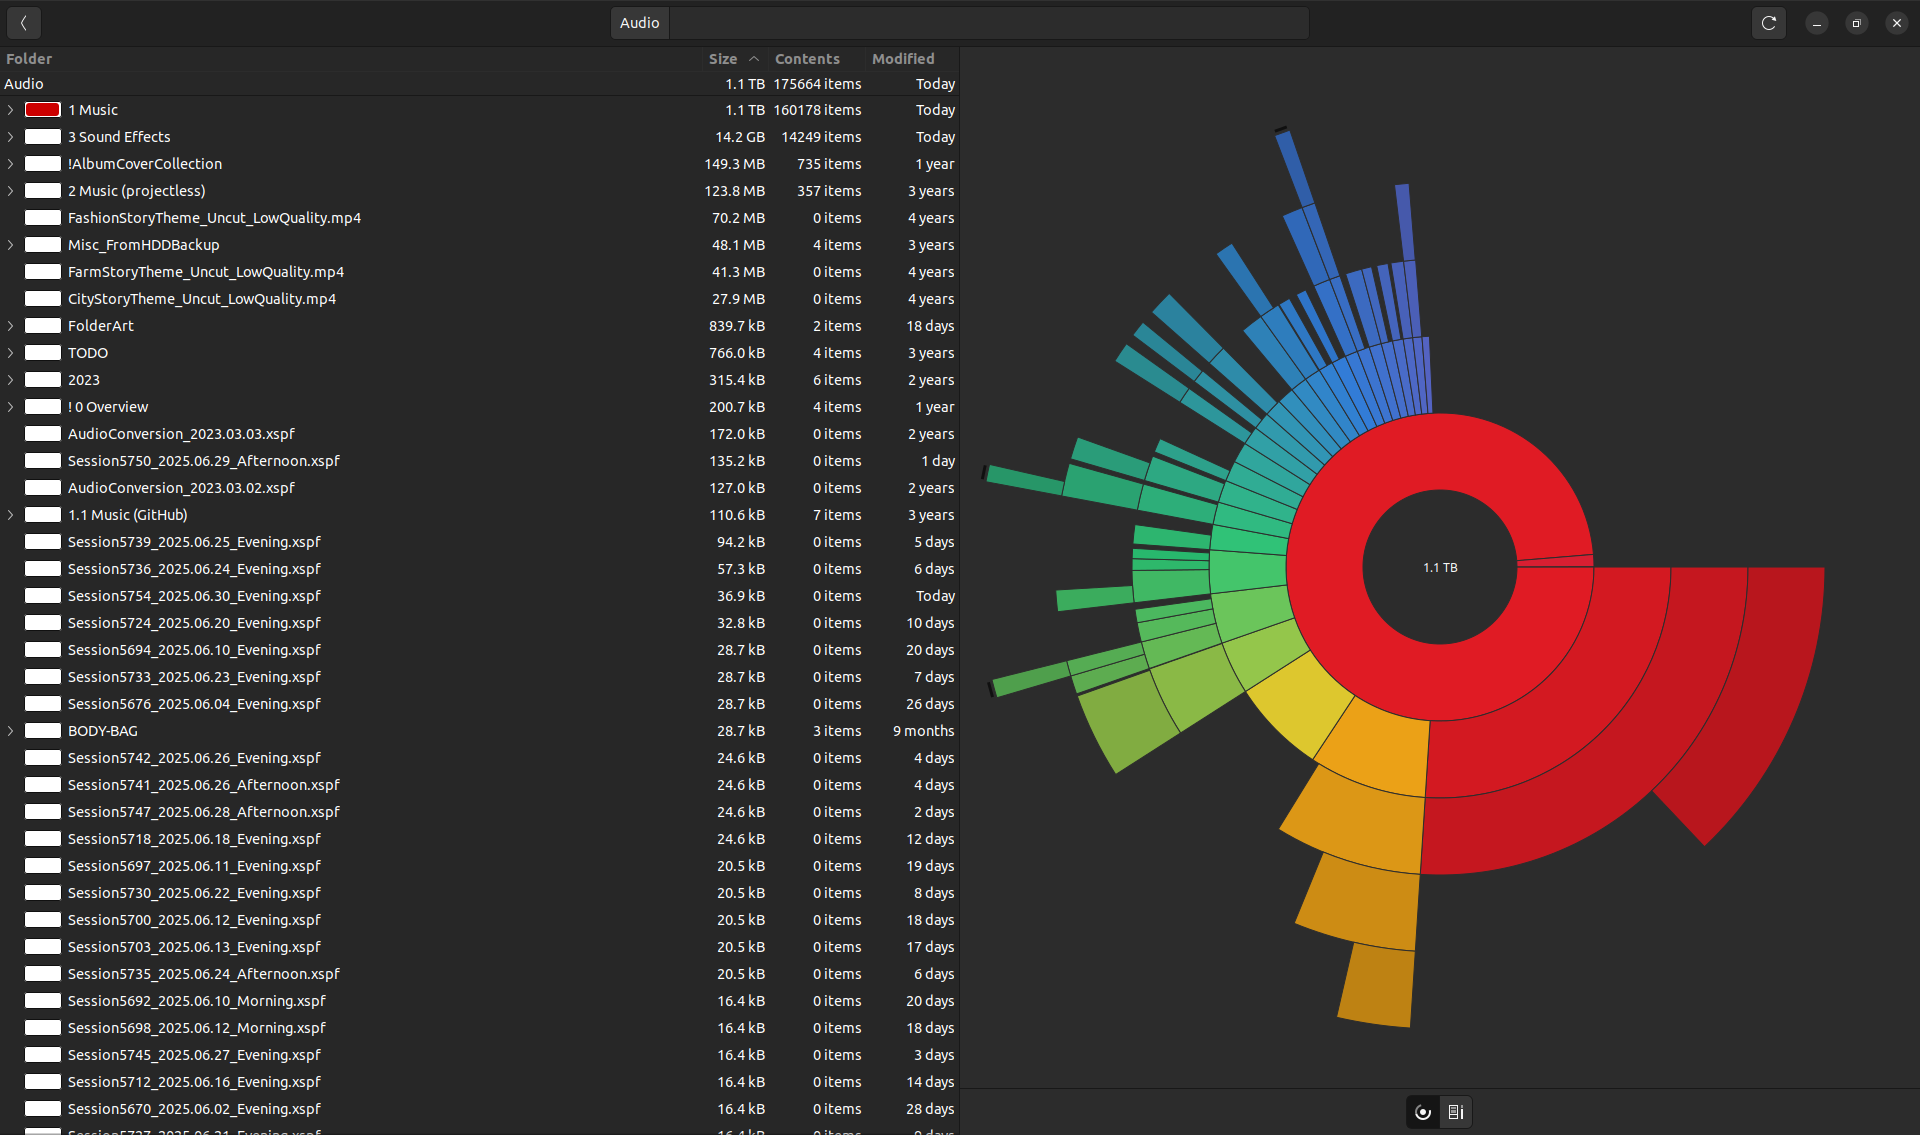 Audio
Folder Size Contents Modified
Audio 1.1 TB 175664 items Today
1 Music 1.1 TB 160178 items Today
3 Sound Effects 14.2 GB 14249 items Today
!AlbumCoverCollection 149.3 MB 735 items 1 year
2 Music (projectless) 123.8 MB 357 items 3 years
FashionStoryTheme_Uncut_LowQuality.mp4 70.2 MB 0 items 4 years
Misc_FromHDDBackup 48.1 MB 4 items 3 years
FarmStoryTheme_Uncut_LowQuality.mp4 41.3 MB 0 items 4 years
CityStoryTheme_Uncut_LowQuality.mp4 27.9 MB 0 items 4 years
FolderArt 839.7 kB 2 items 18 days
TODO 766.0 kB 4 items 3 years
2023 315.4 kB 6 items 2 years
! 0 Overview 200.7 kB 4 items 1 year
AudioConversion_2023.03.03.xspf 172.0 kB 0 items 2 years
Session5750_2025.06.29_Afternoon.xspf 135.2 kB 0 items 1 day
AudioConversion_2023.03.02.xspf 127.0 kB 0 items 2 years
1.1 Music (GitHub) 110.6 kB 7 items 3 years
Session5739_2025.06.25_Evening.xspf 94.2 kB 0 items 5 days
Session5736_2025.06.24_Evening.xspf 57.3 kB 0 items 6 days
Session5754_2025.06.30_Evening.xspf 36.9 kB 0 items Today
Session5724_2025.06.20_Evening.xspf 32.8 kB 0 items 10 days
Session5694_2025.06.10_Evening.xspf 28.7 kB 0 items 20 days
Session5733_2025.06.23_Evening.xspf 28.7 kB 0 items 7 days
Session5676_2025.06.04_Evening.xspf 28.7 kB 0 items 26 days
BODY-BAG 28.7 kB 3 items 9 months
Session5742_2025.06.26_Evening.xspf 24.6 kB 0 items 4 days
Session5741_2025.06.26_Afternoon.xspf 24.6 kB 0 items 4 days
Session5747_2025.06.28_Afternoon.xspf 24.6 kB 0 items 2 days
Session5718_2025.06.18_Evening.xspf 24.6 kB 0 items 12 days
Session5697_2025.06.11_Evening.xspf 20.5 kB 0 items 19 days
Session5730_2025.06.22_Evening.xspf 20.5 kB 0 items 8 days
Session5700_2025.06.12_Evening.xspf 20.5 kB 0 items 18 days
Session5703_2025.06.13_Evening.xspf 20.5 kB 0 items 17 days
Session5735_2025.06.24_Afternoon.xspf 20.5 kB 0 items 6 days
Session5692_2025.06.10_Morning.xspf 16.4 kB 0 items 20 days
Session5698_2025.06.12_Morning.xspf 16.4 kB 0 items 18 days
Session5745_2025.06.27_Evening.xspf 16.4 kB 0 items 3 days
Session5712_2025.06.16_Evening.xspf 16.4 kB 0 items 14 days
Session5670_2025.06.02_Evening.xspf 16.4 kB 0 items 28 days
1.1 TB